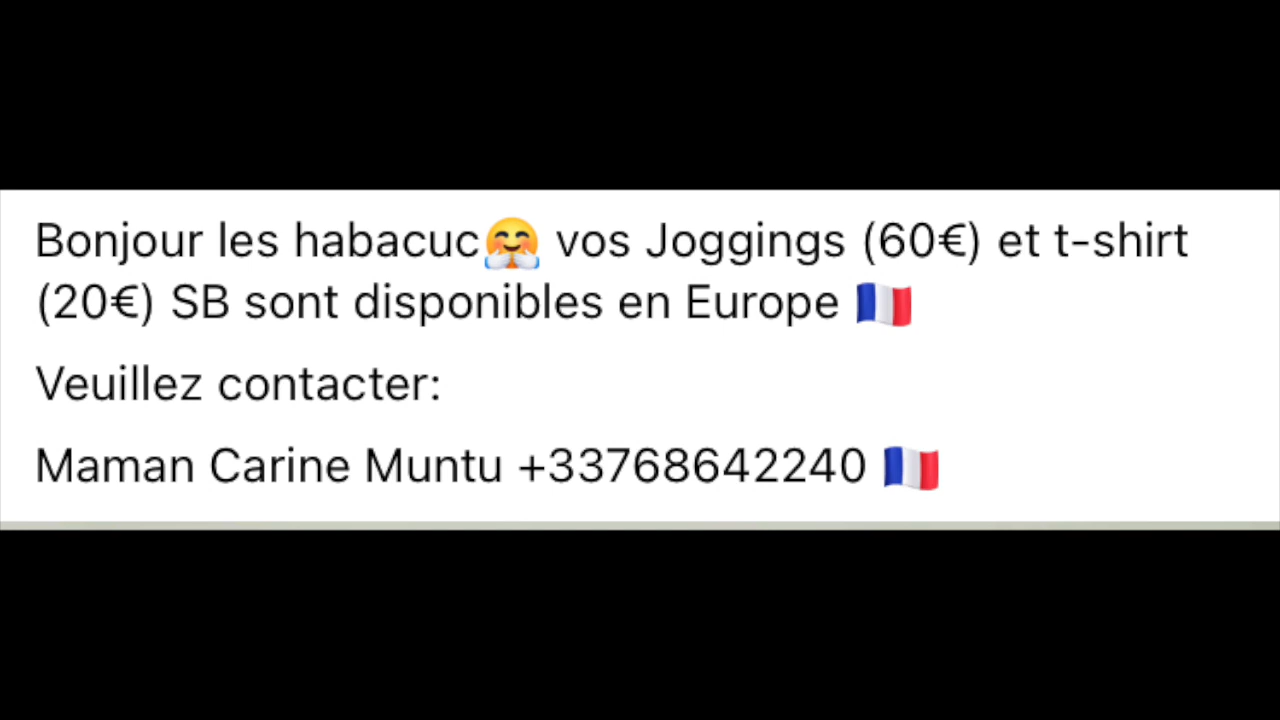 Bonjour les habacuc🤗 vos Joggings (60€) et t-shirt
(20€) SB sont disponibles en Europe 🇫🇷
Veuillez contacter:
Maman Carine Muntu +33768642240 🇫🇷